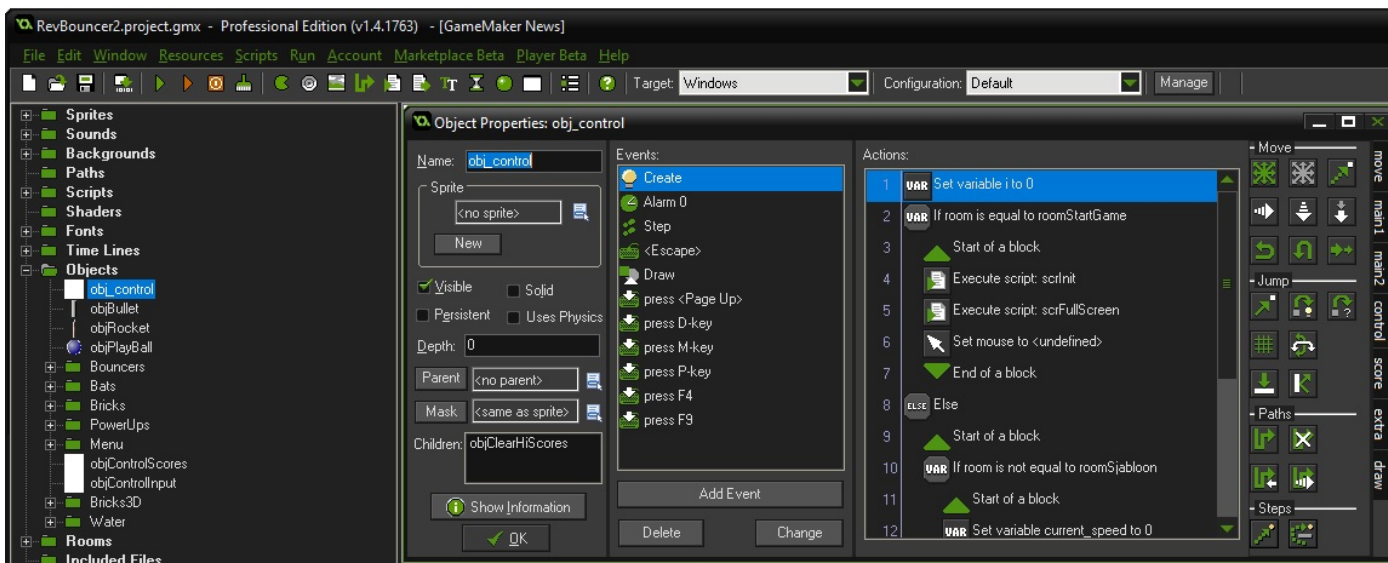 RevBouncer2.project.gmx - Professional Edition (v1.4.1763) - [GameMaker News]
File Edit Window Resources Scripts Run Account Marketplace Beta Player Beta Help
Target: Windows Configuration: Default Manage
Sprites
Sounds
Backgrounds
Paths
Scripts
Shaders
Fonts
Time Lines
Objects
obj_control
objBullet
objRocket
objPlayBall
Bouncers
Bats
Bricks
PowerUps
Menu
objControlScores
objControlInput
Bricks3D
Water
Rooms
Included Files
Object Properties: obj_control
Name: obj_control
Sprite
<no sprite>
New
Visible Solid
Persistent Uses Physics
Depth: 0
Parent <no parent>
Mask <same as sprite>
Children: objClearHiScores
Show Information
OK
Events:
Create
Alarm 0
Step
<Escape>
Draw
press <Page Up>
press D-key
press M-key
press P-key
press F4
press F9
Add Event
Delete Change
Actions:
1 VAR Set variable i to 0
2 VAR If room is equal to roomStartGame
3 Start of a block
4 Execute script: scrInit
5 Execute script: scrFullScreen
6 Set mouse to <undefined>
7 End of a block
8 ELSE Else
9 Start of a block
10 VAR If room is not equal to roomSjabloon
11 Start of a block
12 VAR Set variable current_speed to 0
Move
Jump
Paths
Steps
move
main1
main2
control
score
extra
draw